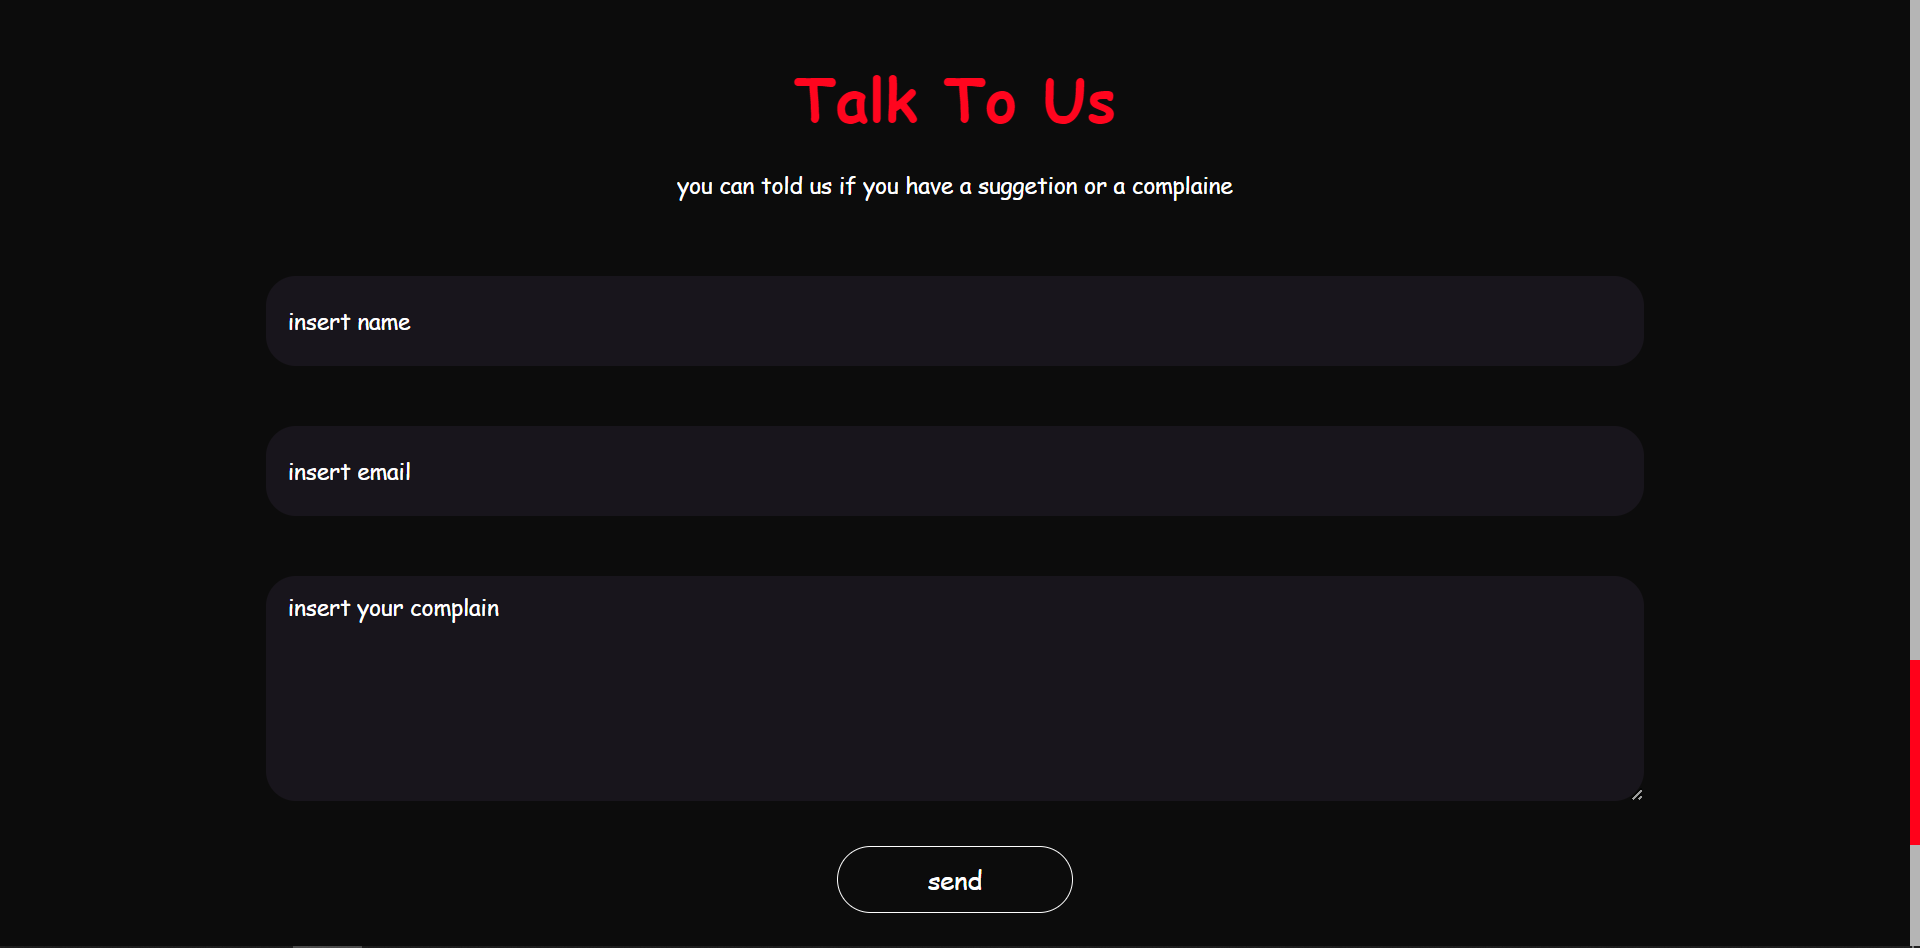 Talk To Us
you can told us if you have a suggetion or a complaine
insert name
insert email
insert your complain
send